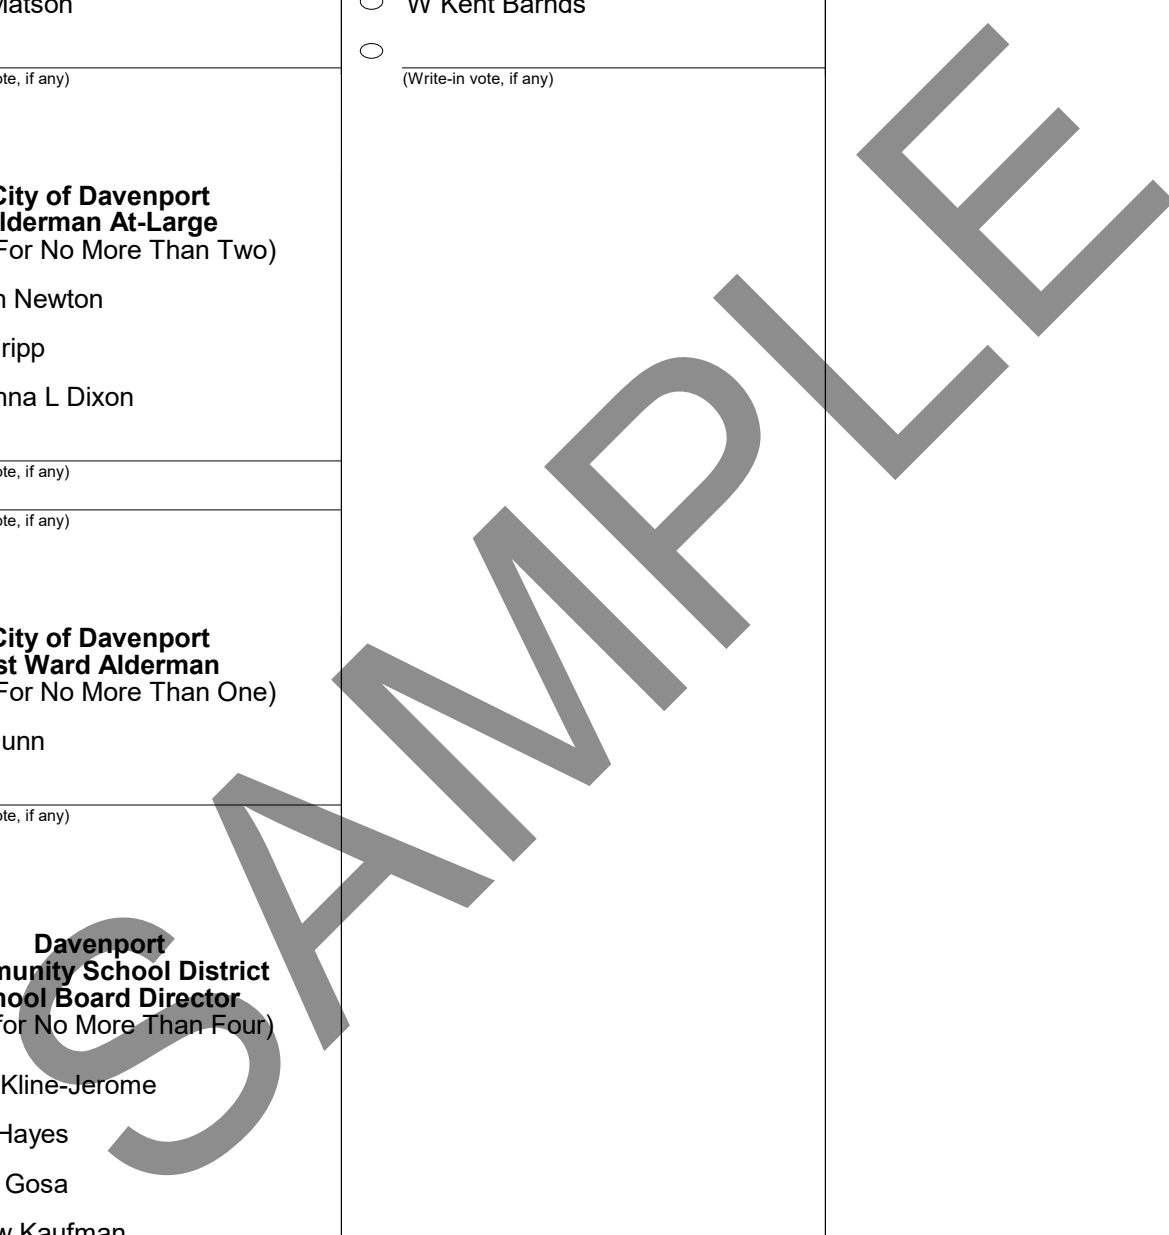 Matson
ote, if any)
City of Davenport
lderman At-Large
For No More Than Two)
n Newton
ripp
nna L Dixon
ote, if any)
ote, if any)
City of Davenport
st Ward Alderman
For No More Than One)
unn
ote, if any)
Davenport
munity School District
hool Board Director
for No More Than Four)
Kline-Jerome
Hayes
Gosa
w Kaufman
W Kent Barnds
(Write-in vote, if any)
SAMPLE